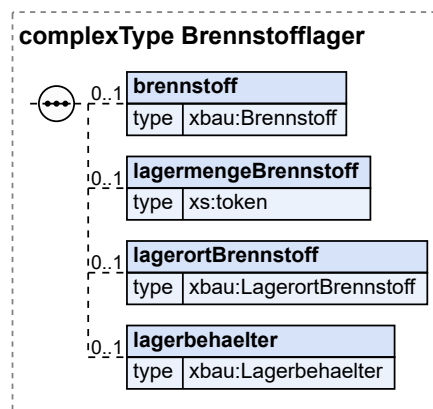 complexType Brennstofflager
0..1 brennstoff
type xbau:Brennstoff
0..1 lagermengeBrennstoff
type xs:token
0..1 lagerortBrennstoff
type xbau:LagerortBrennstoff
0..1 lagerbehaelter
type xbau:Lagerbehaelter